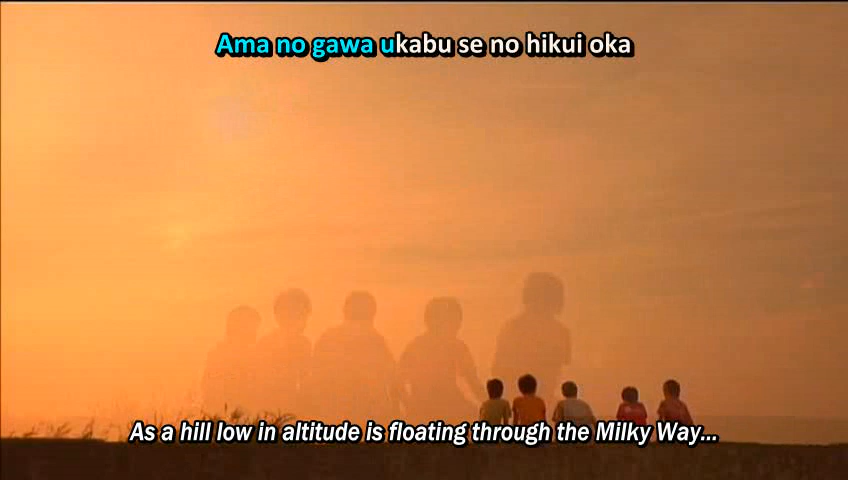 Ama no gawa ukabu se no hikui oka
As a hill low in altitude is floating through the Milky Way...